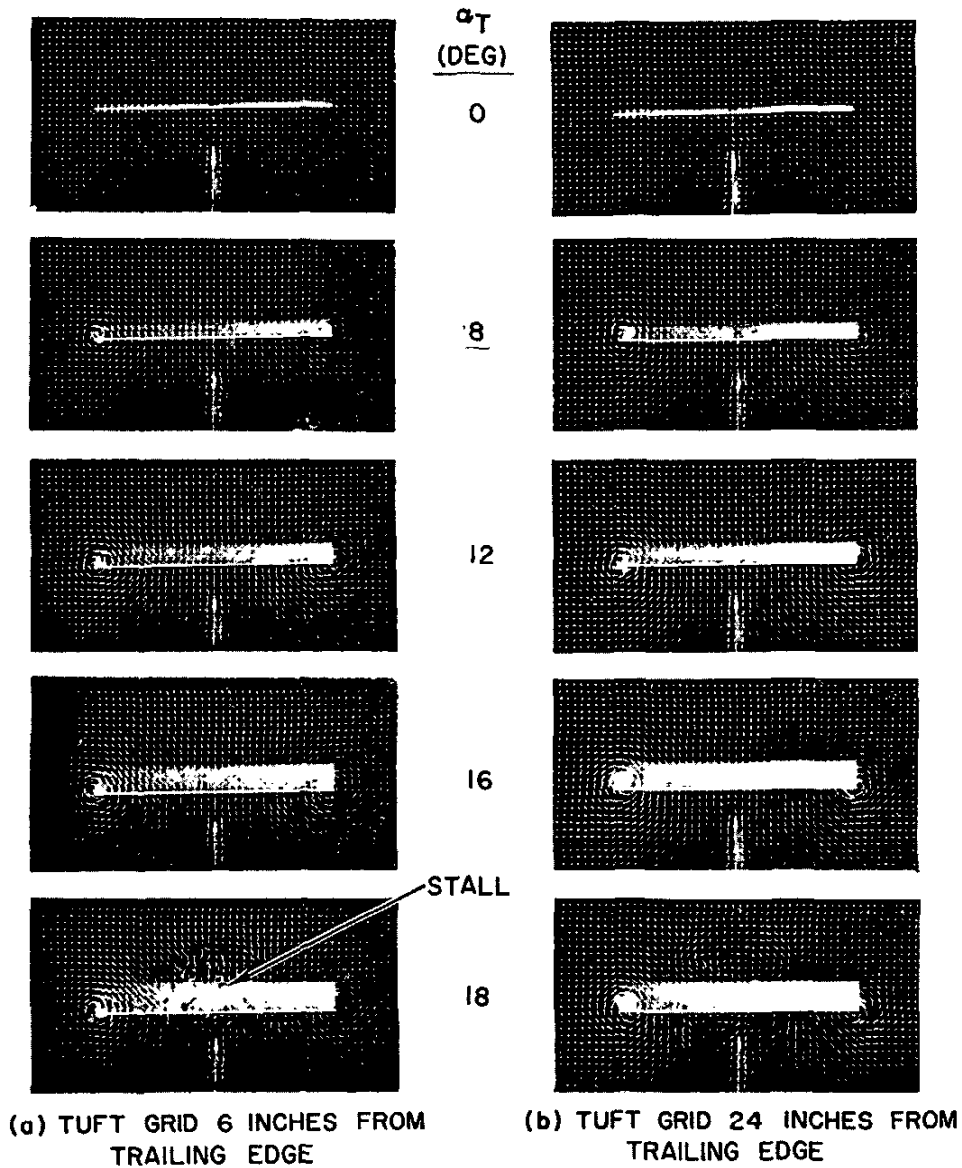 αT
(DEG)
0
8
12
16
STALL
18
(a) TUFT GRID 6 INCHES FROM
TRAILING EDGE
(b) TUFT GRID 24 INCHES FROM
TRAILING EDGE